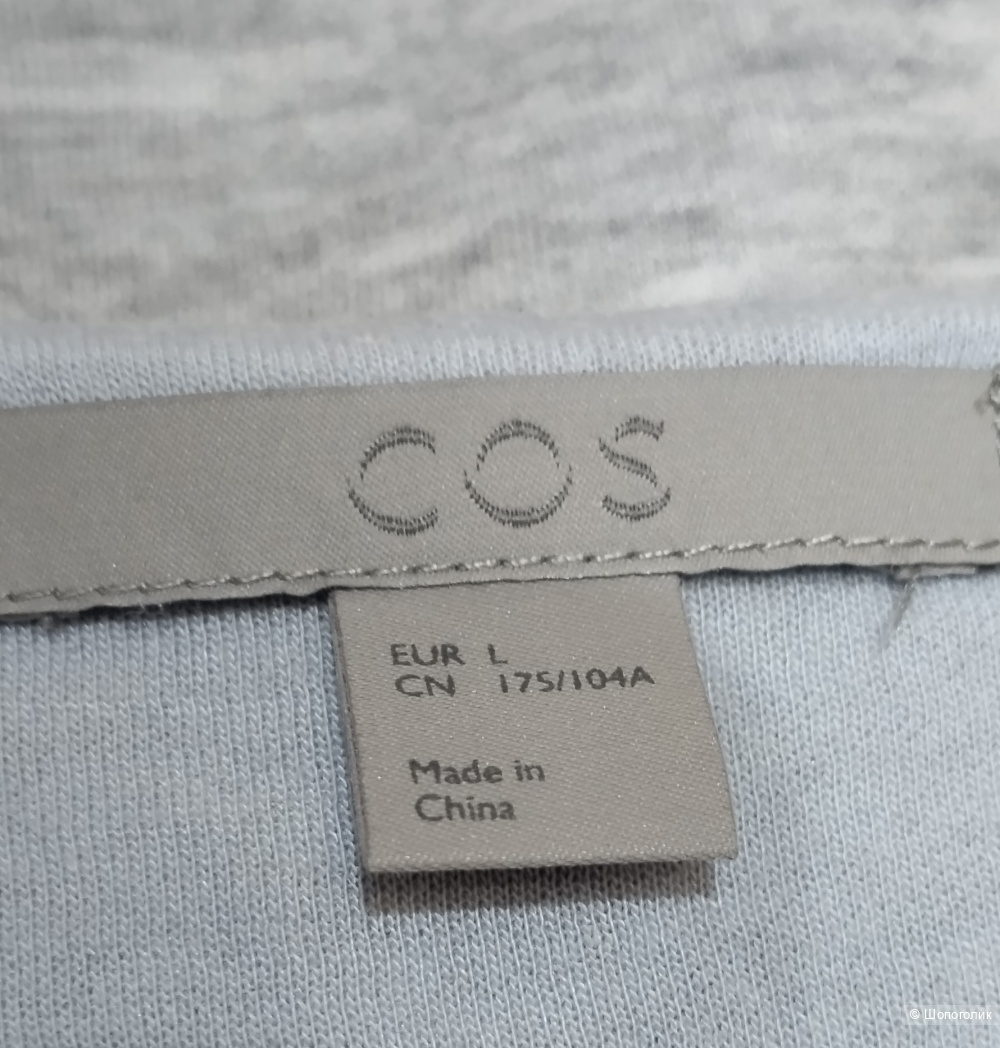 COS
EUR L
CN 175/104A
Made in
China
© Шопоголик